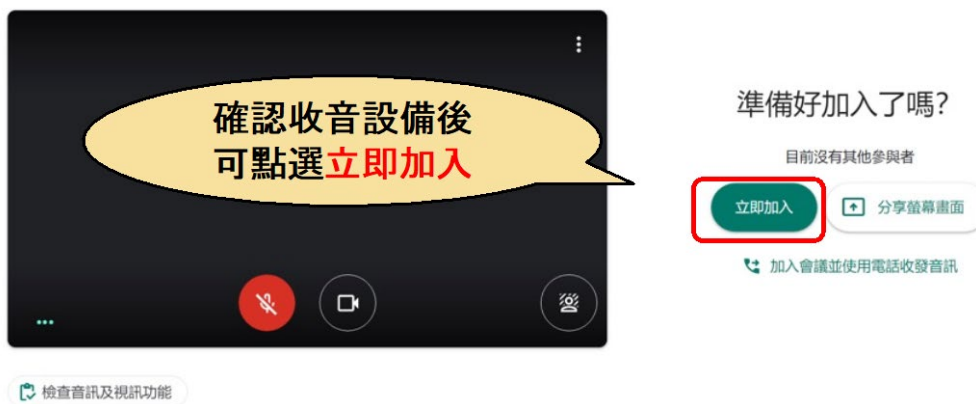 確認收音設備後
可點選立即加入
準備好加入了嗎?
目前沒有其他參與者
立即加入
分享螢幕畫面
加入會議並使用電話收發音訊
檢查音訊及視訊功能